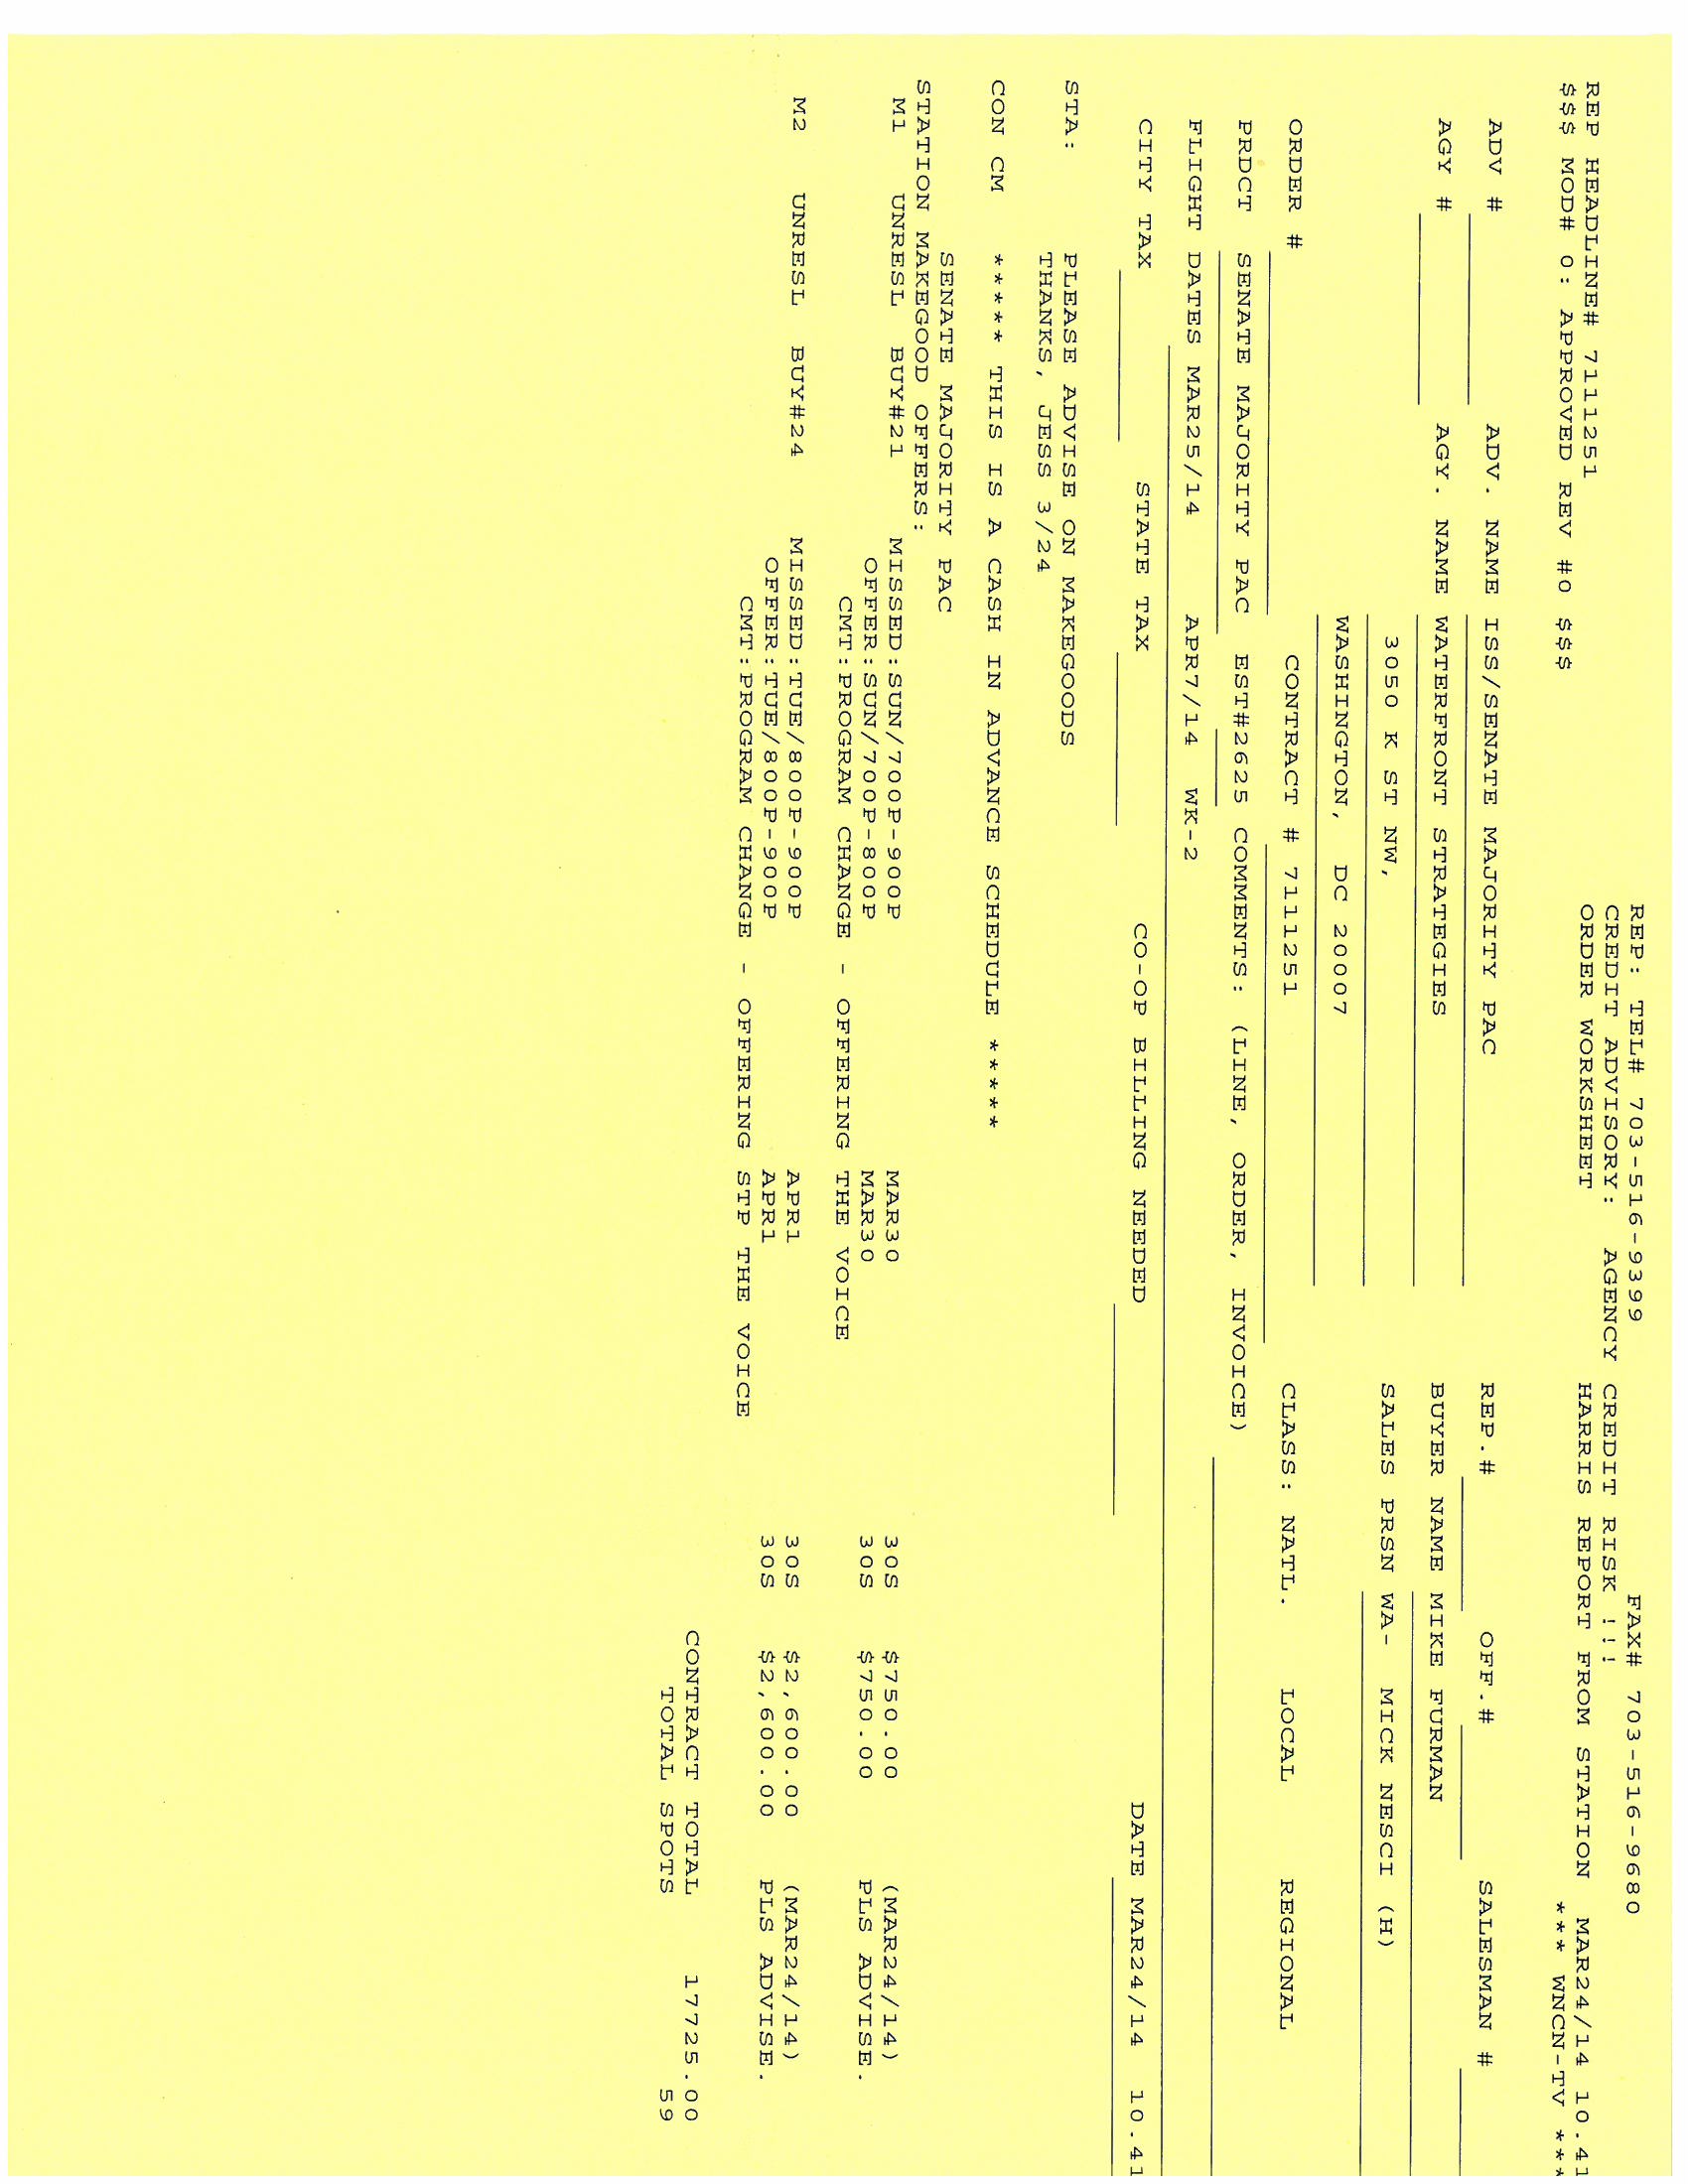 REP: TEL# 703-516-9399 FAX# 703-516-9680
CREDIT ADVISORY: AGENCY CREDIT RISK !!!
REP HEADLINE# 7111251 ORDER WORKSHEET HARRIS REPORT FROM STATION MAR24/14 10.41
$$$ MOD# 0: APPROVED REV #0 $$$ *** WNCN-TV ***
ADV # ADV. NAME ISS/SENATE MAJORITY PAC REP.# OFF.# SALESMAN #
AGY # AGY. NAME WATERFRONT STRATEGIES BUYER NAME MIKE FURMAN
3050 K ST NW, SALES PRSN WA- MICK NESCI (H)
WASHINGTON, DC 20007
ORDER # CONTRACT # 7111251 CLASS: NATL. LOCAL REGIONAL
PRDCT SENATE MAJORITY PAC EST#2625 COMMENTS: (LINE, ORDER, INVOICE)
FLIGHT DATES MAR25/14 APR7/14 WK-2
CITY TAX STATE TAX CO-OP BILLING NEEDED DATE MAR24/14 10.41
STA: PLEASE ADVISE ON MAKEGOODS
THANKS, JESS 3/24
CON CM ***** THIS IS A CASH IN ADVANCE SCHEDULE *****
SENATE MAJORITY PAC
STATION MAKEGOOD OFFERS:
M1 UNRESL BUY#21 MISSED:SUN/700P-900P MAR30 30S $750.00 (MAR24/14)
OFFER:SUN/700P-800P MAR30 30S $750.00 PLS ADVISE.
CMT:PROGRAM CHANGE - OFFERING THE VOICE
M2 UNRESL BUY#24 MISSED:TUE/800P-900P APR1 30S $2,600.00 (MAR24/14)
OFFER:TUE/800P-900P APR1 30S $2,600.00 PLS ADVISE.
CMT:PROGRAM CHANGE - OFFERING STP THE VOICE
CONTRACT TOTAL 17725.00
TOTAL SPOTS 59